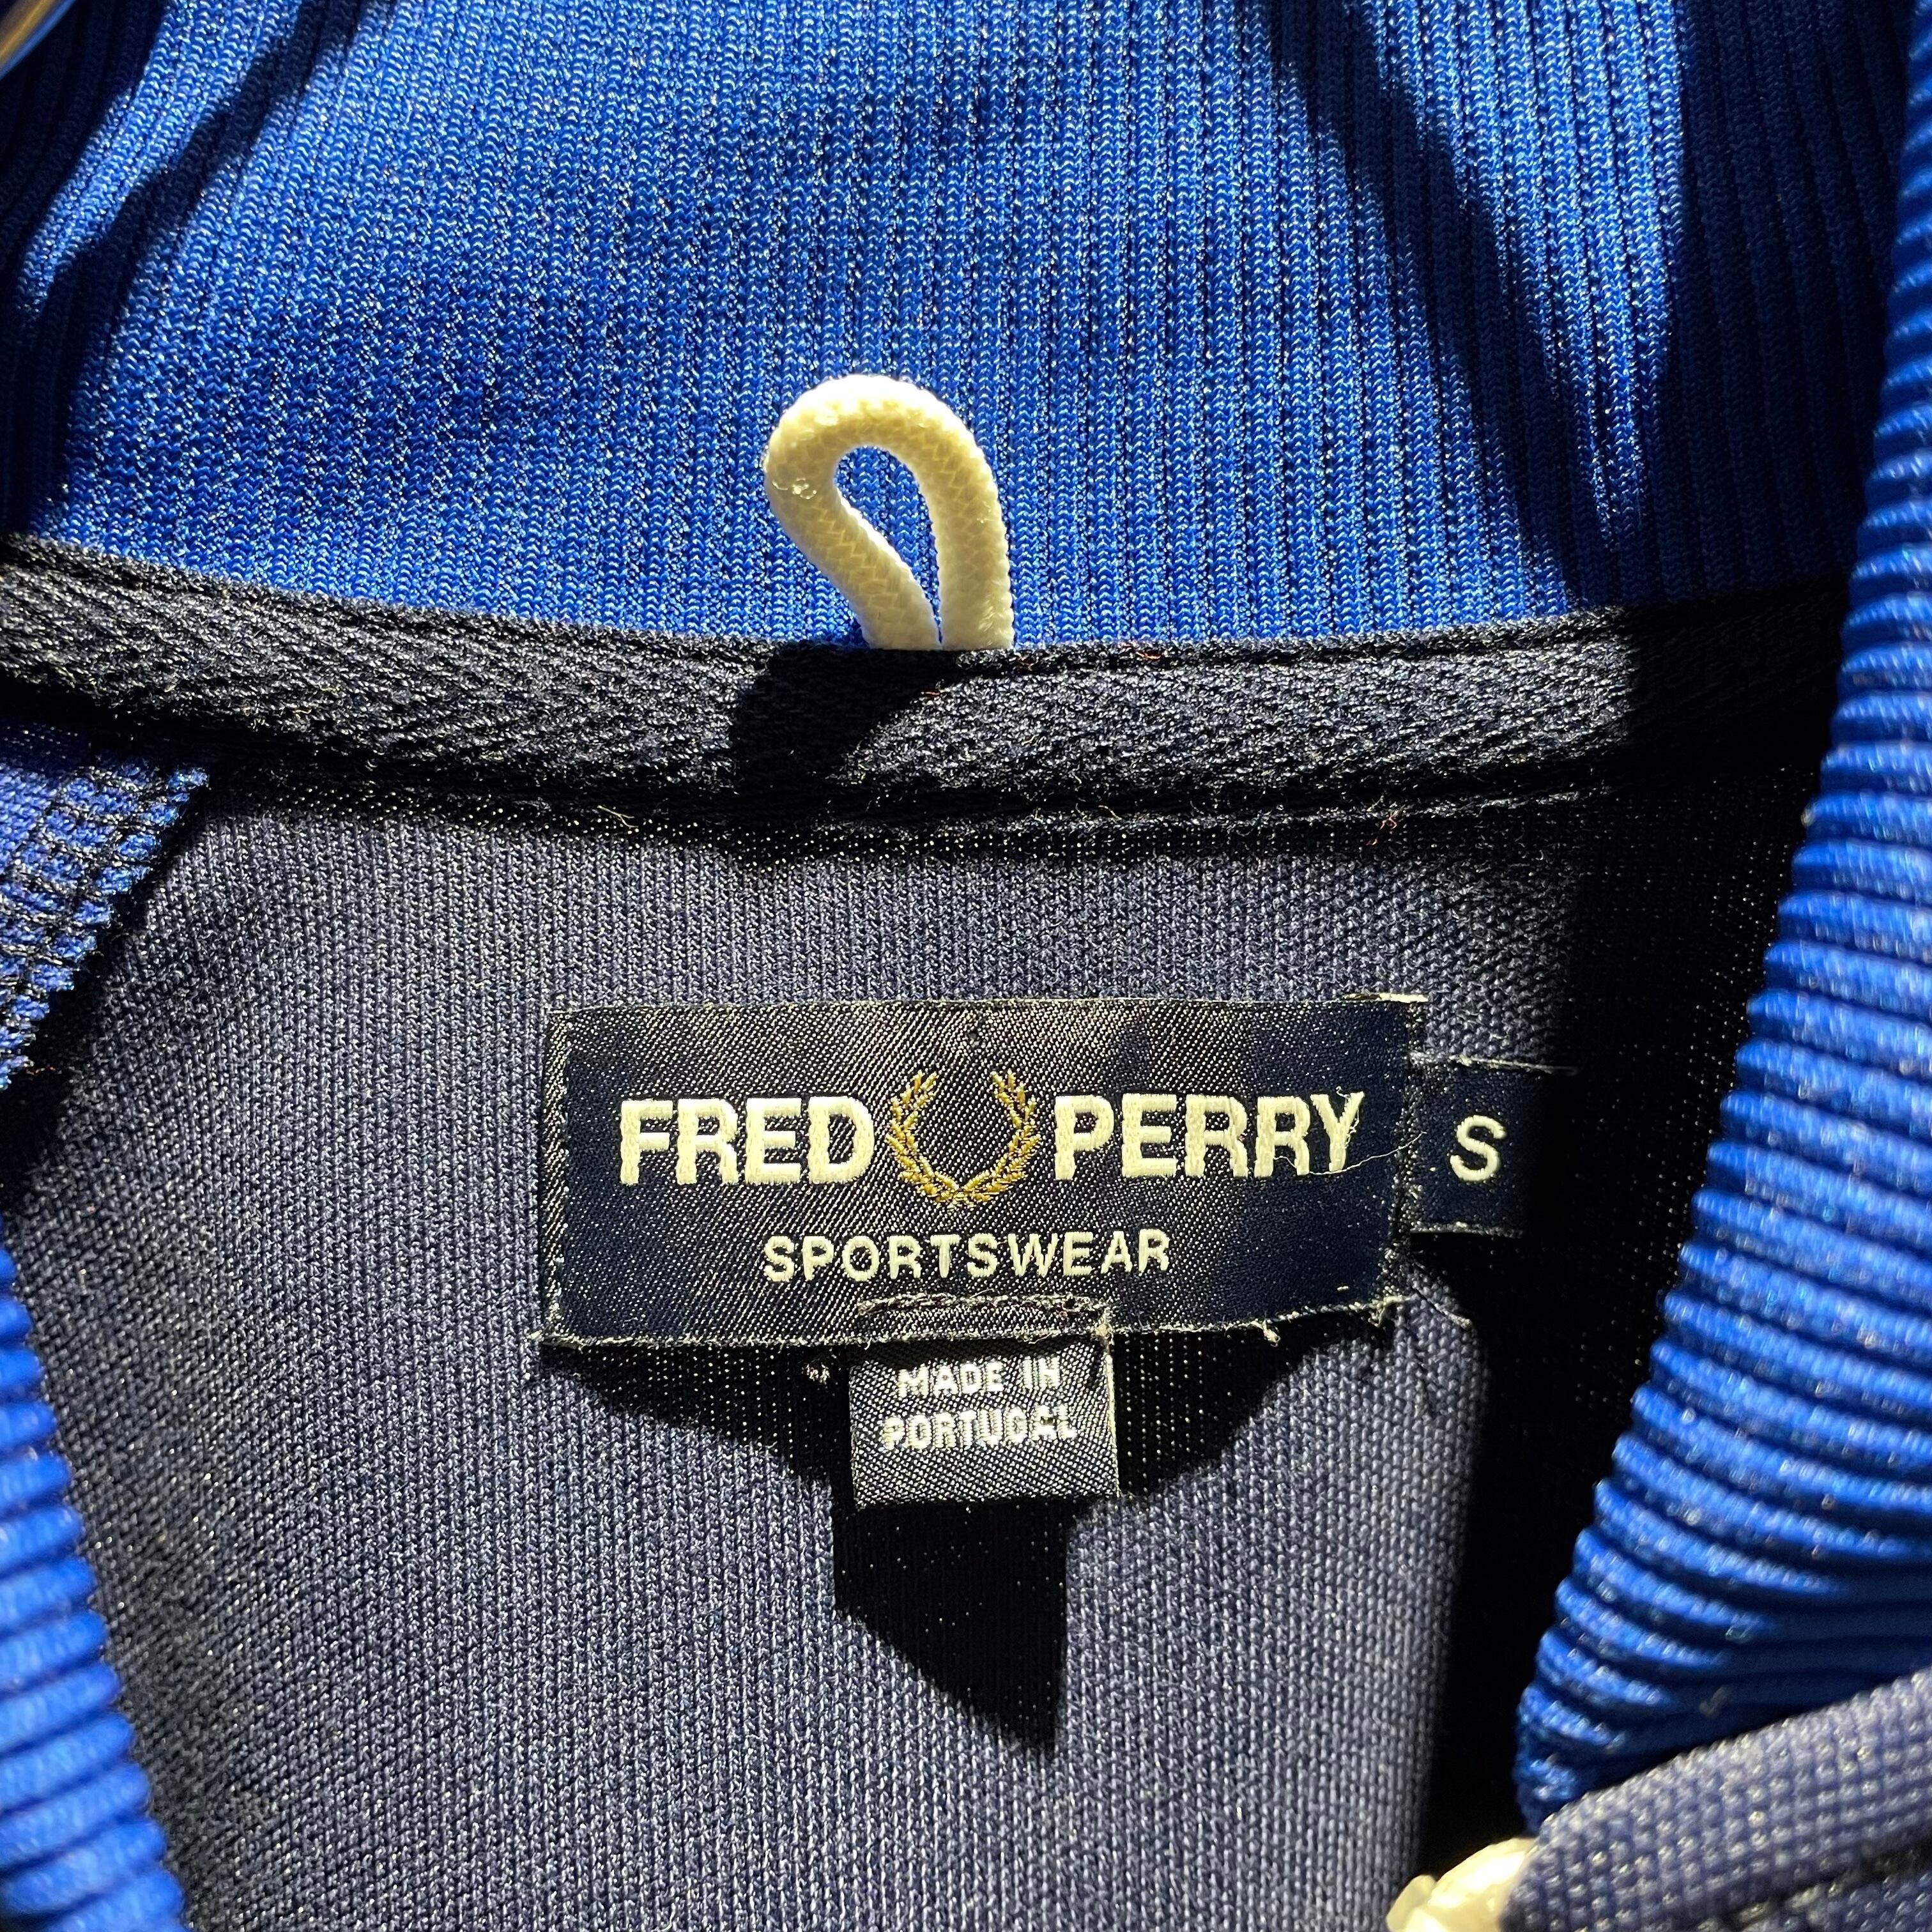 FRED PERRY
SPORTSWEAR
S
MADE IN
PORTUGAL